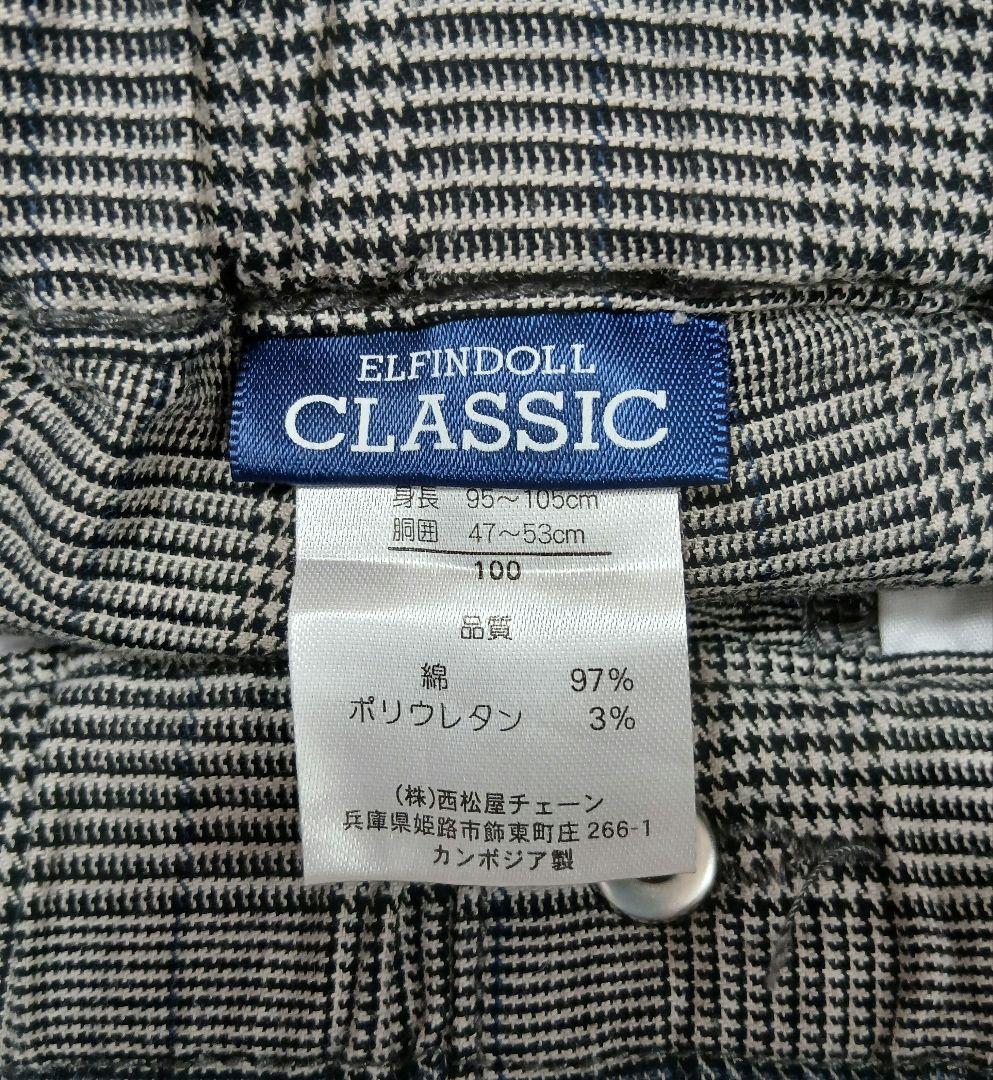 ELFINDOLL
CLASSIC
身長 95～105cm
胴囲 47～53cm
100
品質
綿 97%
ポリウレタン 3%
(株)西松屋チェーン
兵庫県姫路市飾東町庄 266-1
カンボジア製